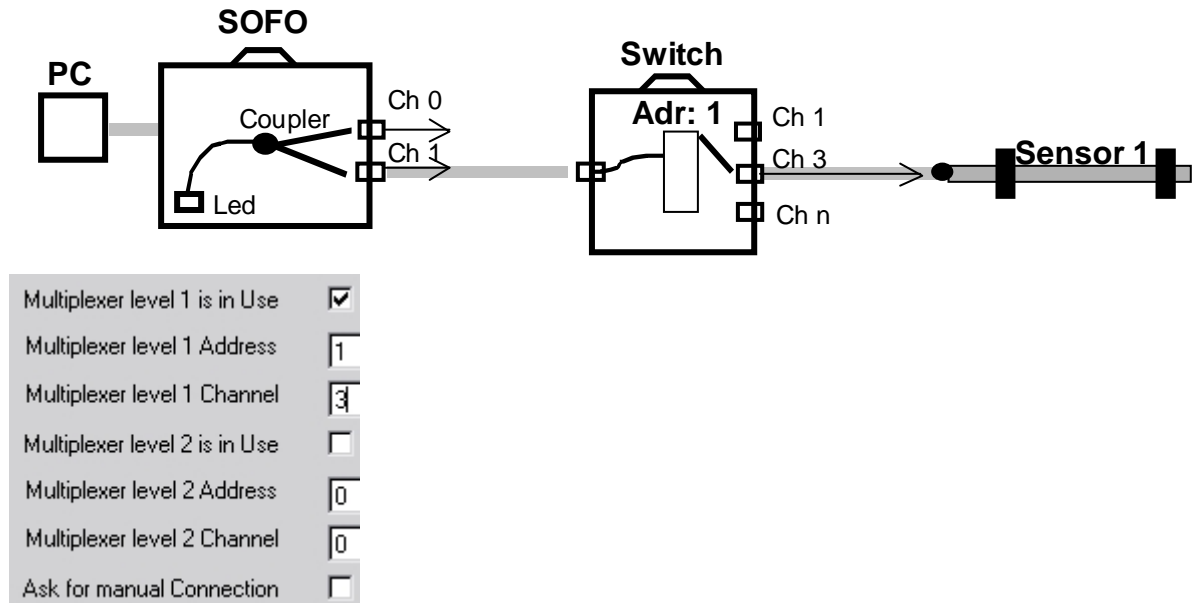 SOFO
PC
Switch
Coupler
Ch 0
Adr: 1
Ch 1
Ch 1
Ch 3
Sensor 1
Led
Ch n
Multiplexer level 1 is in Use
Multiplexer level 1 Address 1
Multiplexer level 1 Channel 3
Multiplexer level 2 is in Use
Multiplexer level 2 Address 0
Multiplexer level 2 Channel 0
Ask for manual Connection